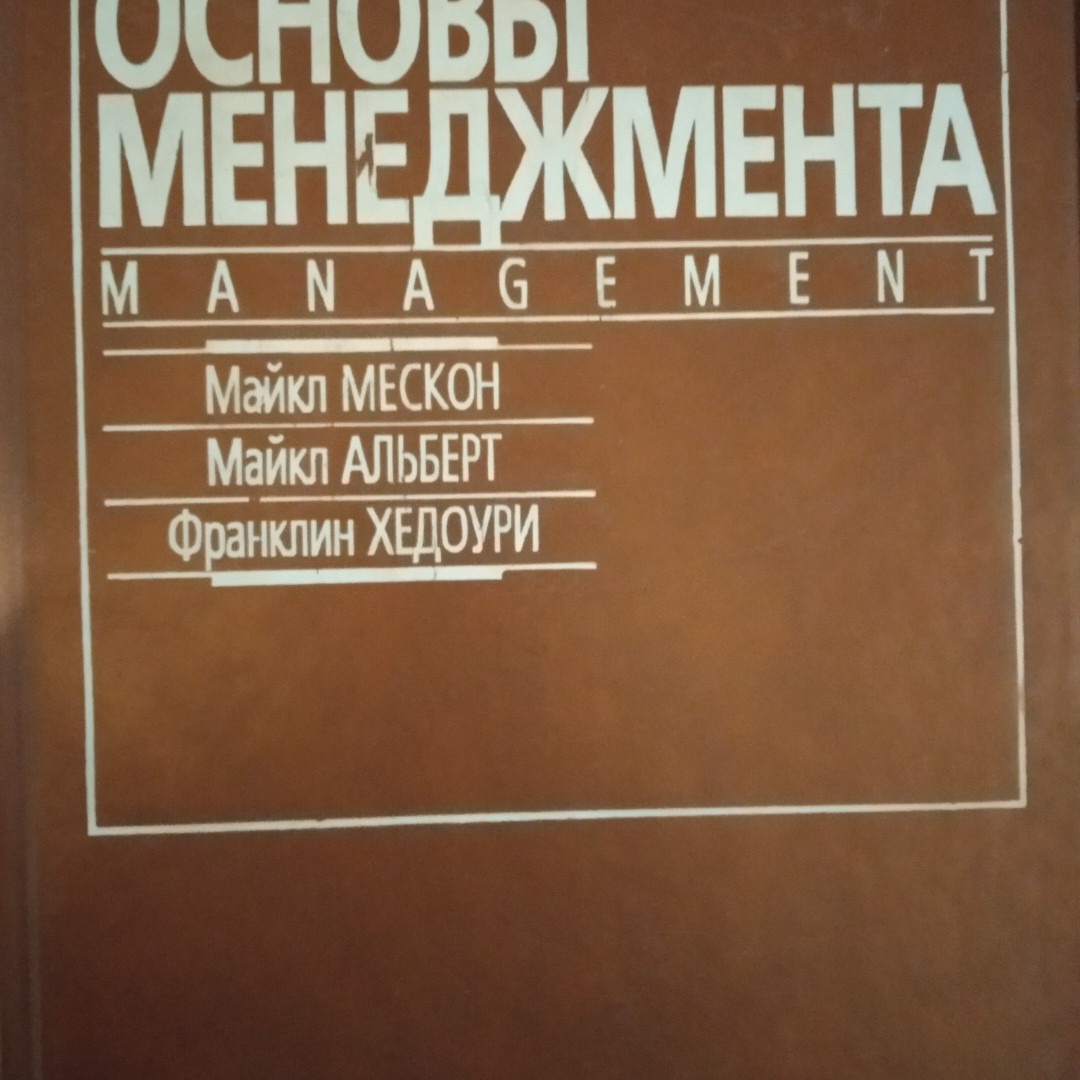 ОСНОВЫ
МЕНЕДЖМЕНТА
MANAGEMENT
Майкл МЕСКОН
Майкл АЛЬБЕРТ
Франклин ХЕДОУРИ